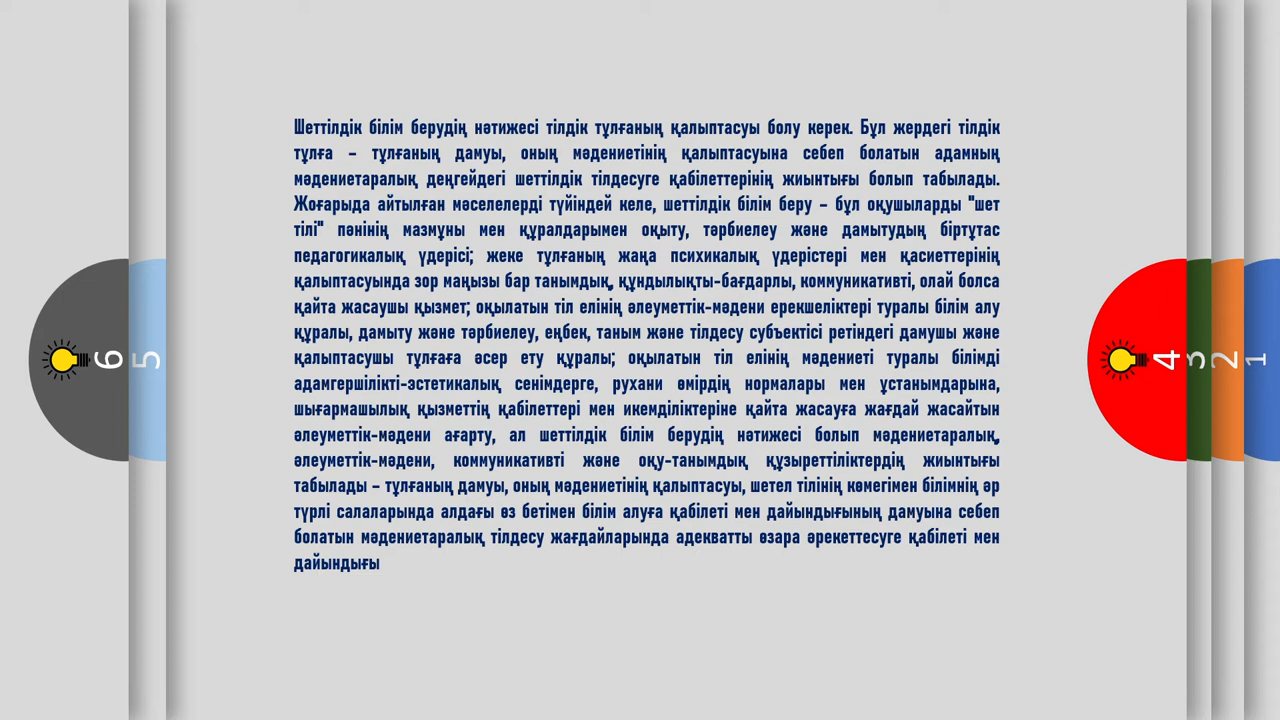 Шеттілдік білім берудің нәтижесі тілдік тұлғаның қалыптасуы болу керек. Бұл жердегі тілдік
тұлға – тұлғаның дамуы, оның мәдениетінің қалыптасуына себеп болатын адамның
мәдениетаралық деңгейдегі шеттілдік тілдесуге қабілеттерінің жиынтығы болып табылады.
Жоғарыда айтылған мәселелерді түйіндей келе, шеттілдік білім беру – бұл оқушыларды "шет
тілі" пәнінің мазмұны мен құралдарымен оқыту, тәрбиелеу және дамытудың біртұтас
педагогикалық үдерісі; жеке тұлғаның жаңа психикалық үдерістері мен қасиеттерінің
қалыптасуында зор маңызы бар танымдық, құндылықты-бағдарлы, коммуникативті, олай болса
қайта жасаушы қызмет; оқылатын тіл елінің әлеуметтік-мәдени ерекшеліктері туралы білім алу
құралы, дамыту және тәрбиелеу, еңбек, таным және тілдесу субъектісі ретіндегі дамушы және
қалыптасушы тұлғаға әсер ету құралы; оқылатын тіл елінің мәдениеті туралы білімді
адамгершілікті-эстетикалық сенімдерге, рухани өмірдің нормалары мен ұстанымдарына,
шығармашылық қызметтің қабілеттері мен икемділіктеріне қайта жасауға жағдай жасайтын
әлеуметтік-мәдени ағарту, ал шеттілдік білім берудің нәтижесі болып мәдениетаралық,
әлеуметтік-мәдени, коммуникативті және оқу-танымдық құзыреттіліктердің жиынтығы
табылады – тұлғаның дамуы, оның мәдениетінің қалыптасуы, шетел тілінің көмегімен білімнің әр
түрлі салаларында алдағы өз бетімен білім алуға қабілеті мен дайындығының дамуына себеп
болатын мәдениетаралық тілдесу жағдайларында адекватты өзара әрекеттесуге қабілеті мен
дайындығы
6
5
4
3
2
1